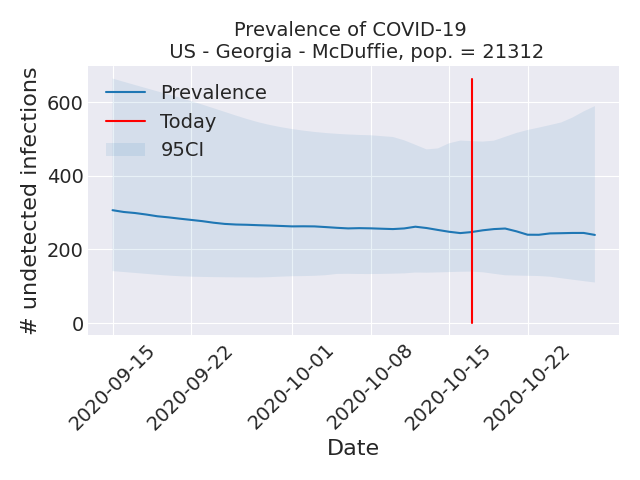 Prevalence of COVID-19
US - Georgia - McDuffie, pop. = 21312
# undetected infections
600
400
200
0
Prevalence
Today
95CI
2020-09-15
2020-09-22
2020-10-01
2020-10-08
2020-10-15
2020-10-22
Date